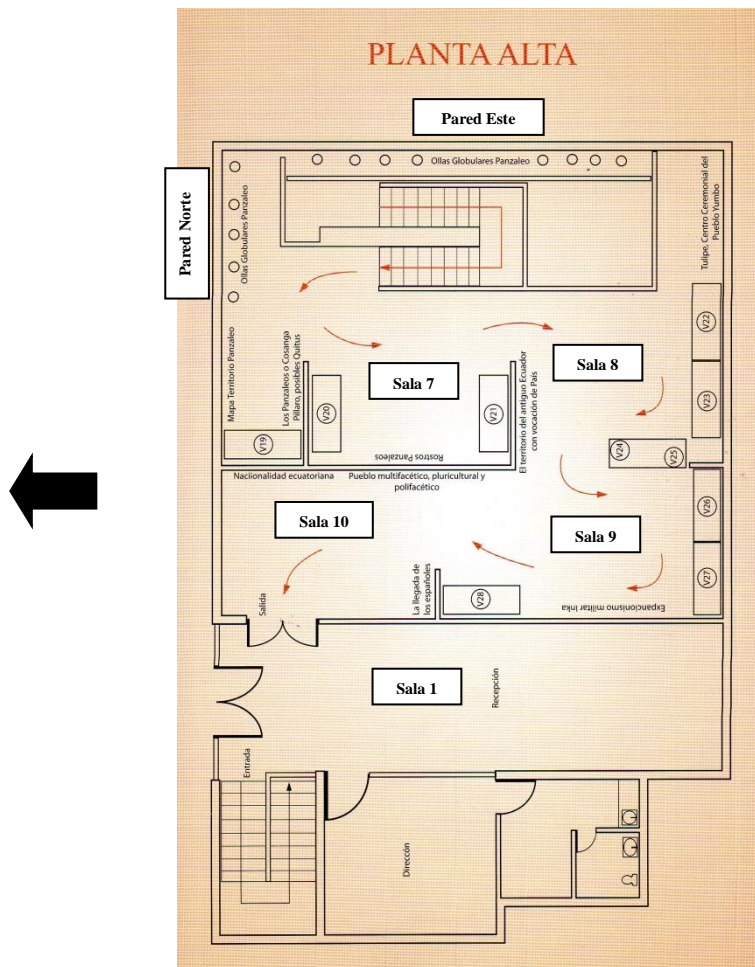 PLANTA ALTA
Pared Este
Pared Norte
Ollas Globulares Panzaleo
Ollas Globulares Panzaleo
Tulipe, Centro Ceremonial del
Pueblo Yumbo
Mapa Territorio Panzaleo
Los Panzaleos o Cosanga
Píllaro, posibles Quitus
Sala 7
Sala 8
V22
V23
V20
V21
V19
Rostros Panzaleos
El territorio del antiguo Ecuador
con vocación de País
V24
V25
Naciionalidad ecuatoriana
Pueblo multifacético, pluricultural y
polifacético
V26
V27
Sala 10
Sala 9
La llegada de
los españoles
V28
Expancionismo militar Inka
Salida
Sala 1
Recepción
Entrada
Direccón